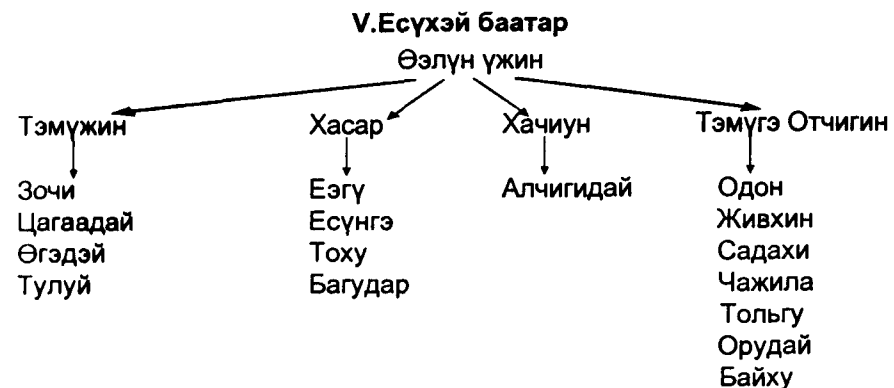 V.Есүхэй баатар
Өэлүн үжин
Тэмүжин Хасар Хачиун Тэмүгэ Отчигин
Зочи Еэгү Алчигидай Одон
Цагаадай Есүнгэ Живхин
Өгэдэй Тоху Садахи
Тулуй Багудар Чажила
Тольгу
Орудай
Байху